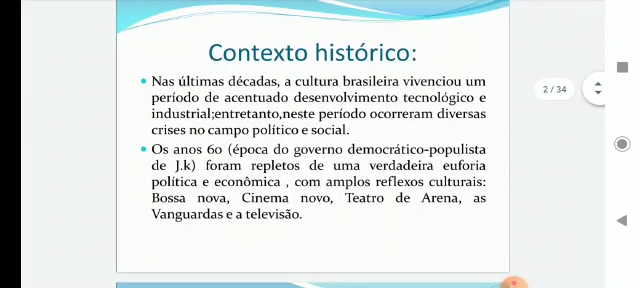 Contexto histórico:
• Nas últimas décadas, a cultura brasileira vivenciou um
período de acentuado desenvolvimento tecnológico e
industrial;entretanto,neste período ocorreram diversas
crises no campo político e social.
• Os anos 60 (época do governo democrático-populista
de J.k) foram repletos de uma verdadeira euforia
política e econômica , com amplos reflexos culturais:
Bossa nova, Cinema novo, Teatro de Arena, as
Vanguardas e a televisão.
2 / 34